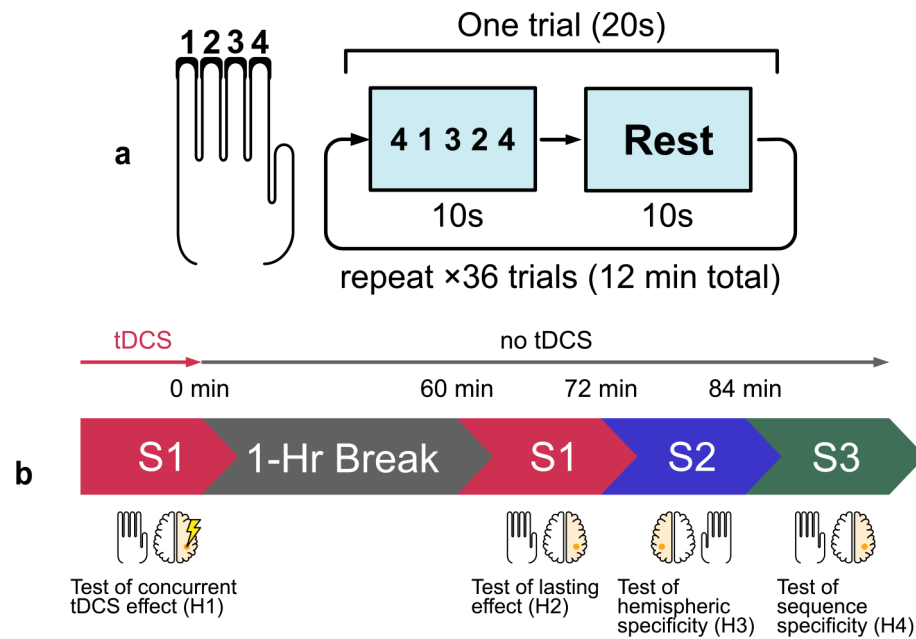 One trial (20s)
1 2 3 4
a
4 1 3 2 4
Rest
10s
10s
repeat ×36 trials (12 min total)
tDCS
no tDCS
0 min
60 min
72 min
84 min
b
S1
1-Hr Break
S1
S2
S3
Test of concurrent
tDCS effect (H1)
Test of lasting
effect (H2)
Test of
hemispheric
specificity (H3)
Test of
sequence
specificity (H4)